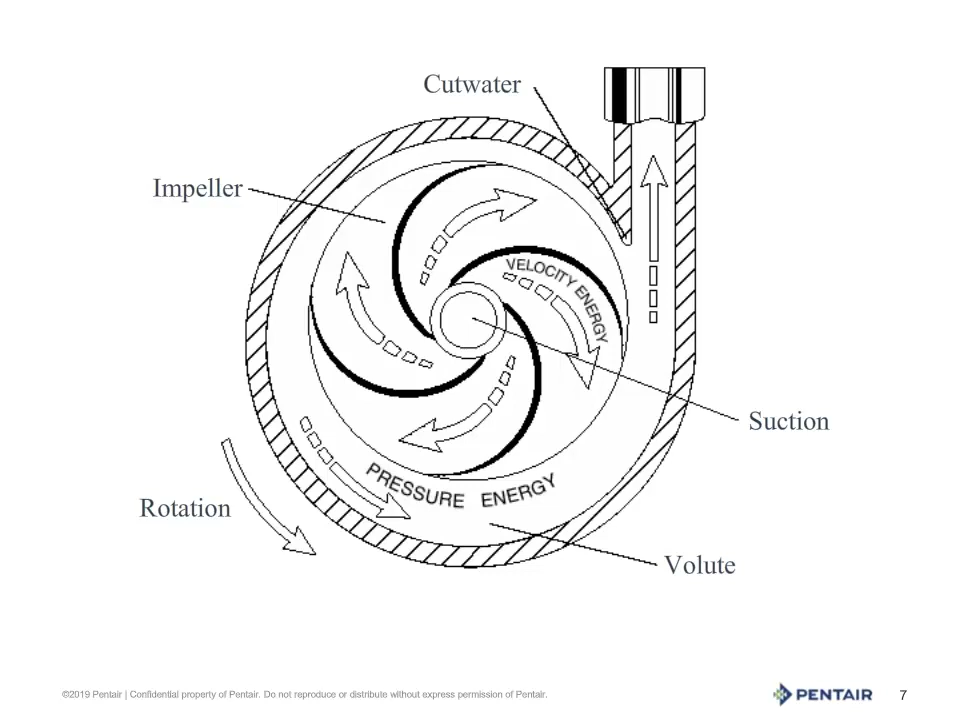 Cutwater
Impeller
VELOCITY ENERGY
Suction
PRESSURE ENERGY
Rotation
Volute
©2019 Pentair | Confidential property of Pentair. Do not reproduce or distribute without express permission of Pentair.
PENTAIR
7